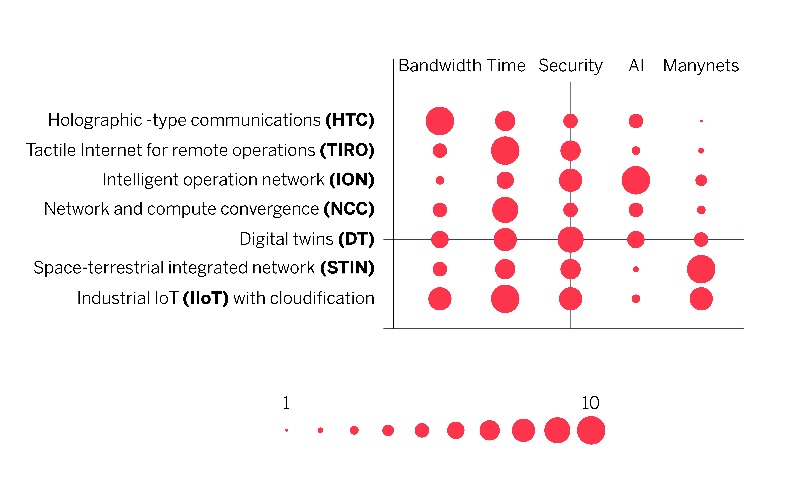 Bandwidth Time Security AI Manynets
Holographic -type communications (HTC)
Tactile Internet for remote operations (TIRO)
Intelligent operation network (ION)
Network and compute convergence (NCC)
Digital twins (DT)
Space-terrestrial integrated network (STIN)
Industrial IoT (IIoT) with cloudification
1 10